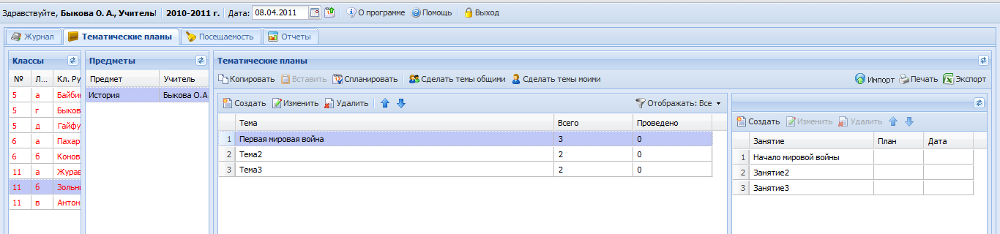 Здравствуйте, Быкова О. А., Учитель! 2010-2011 г. Дата: 08.04.2011 О программе Помощь Выход
Журнал Тематические планы Посещаемость Отчеты
Классы Предметы Тематические планы
№ Л... Кл. Ру Предмет Учитель
Копировать Вставить Спланировать Сделать темы общими Сделать темы моими Импорт Печать Экспорт
5 а Байби
5 г Быков
5 д Гайфу
6 а Пахар
6 б Конов
11 а Журав
11 б Зольни
11 в Антон
История Быкова О.А
Создать Изменить Удалить Отображать: Все
Тема Всего Проведено
1 Первая мировая война 3 0
2 Тема2 2 0
3 Тема3 2 0
Создать Изменить Удалить
Занятие План Дата
1 Начало мировой войны
2 Занятие2
3 Занятие3